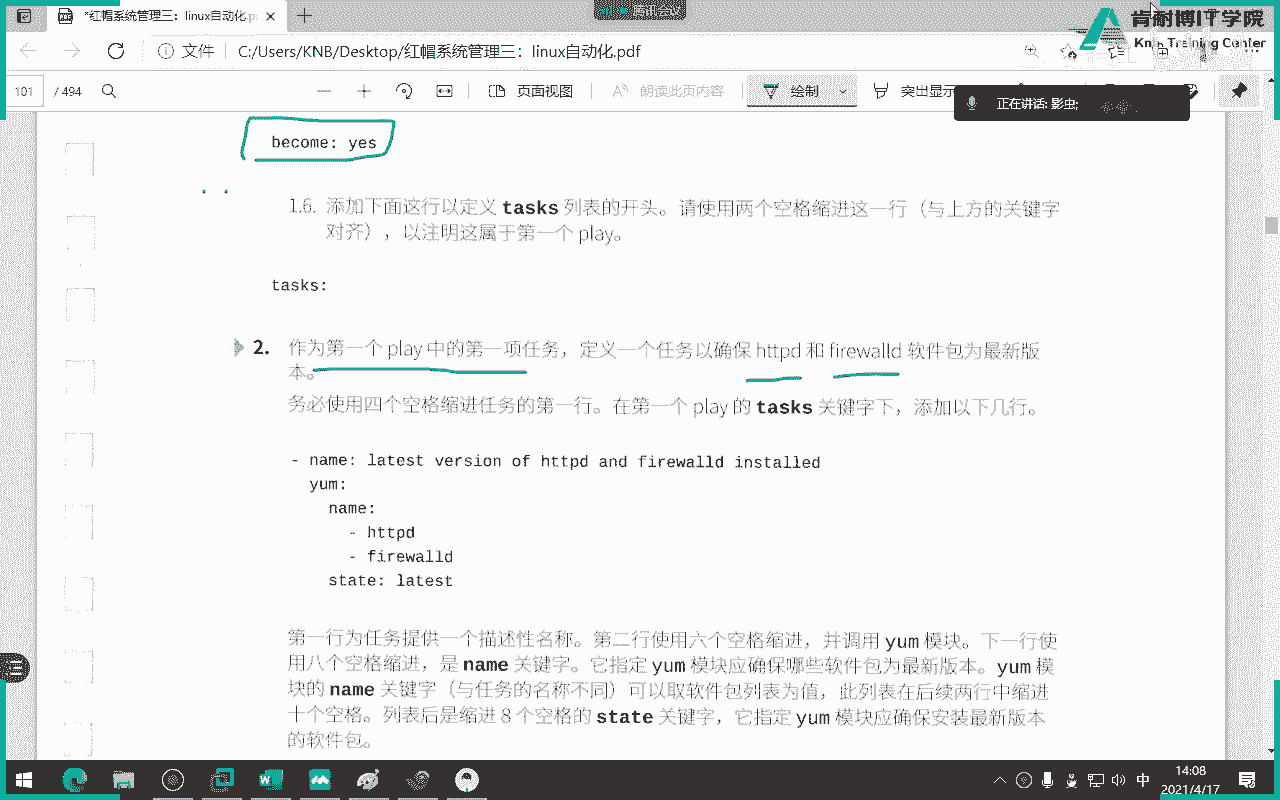 *红帽系统管理三：linux自动化.p
腾讯会议
肯耐博IT学院
Training Center
文件
C:/Users/KNB/Desktop/红帽系统管理三：linux自动化.pdf
101 / 494
页面视图
朗读此页内容
绘制
突出显示
正在讲话: 影虫;
become: yes
1.6. 添加下面这行以定义 tasks 列表的开头。请使用两个空格缩进这一行（与上方的关键字
对齐），以注明这属于第一个 play。
tasks:
2. 作为第一个 play 中的第一项任务，定义一个任务以确保 httpd 和 firewalld 软件包为最新版
本。
务必使用四个空格缩进任务的第一行。在第一个 play 的 tasks 关键字下，添加以下几行。
- name: latest version of httpd and firewalld installed
yum:
name:
- httpd
- firewalld
state: latest
第一行为任务提供一个描述性名称。第二行使用六个空格缩进，并调用 yum 模块。下一行使
用八个空格缩进，是 name 关键字。它指定 yum 模块应确保哪些软件包为最新版本。yum 模
块的 name 关键字（与任务的名称不同）可以取软件包列表为值，此列表在后续两行中缩进
十个空格。列表后是缩进 8 个空格的 state 关键字，它指定 yum 模块应确保安装最新版本
的软件包。
中
14:08
2021/4/17